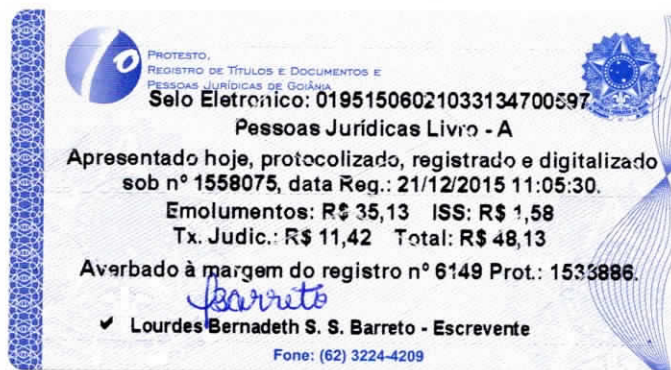 1º
PROTESTO,
REGISTRO DE TÍTULOS E DOCUMENTOS E
PESSOAS JURÍDICAS DE GOIÂNIA
Selo Eletronico: 01951506021033134700597
Pessoas Jurídicas Livro - A
Apresentado hoje, protocolizado, registrado e digitalizado
sob nº 1558075, data Reg.: 21/12/2015 11:05:30.
Emolumentos: R$ 35,13 ISS: R$ 1,58
Tx. Judic.: R$ 11,42 Total: R$ 48,13
Averbado à margem do registro nº 6149 Prot.: 1533886.
Barreto
✔ Lourdes Bernadeth S. S. Barreto - Escrevente
Fone: (62) 3224-4209